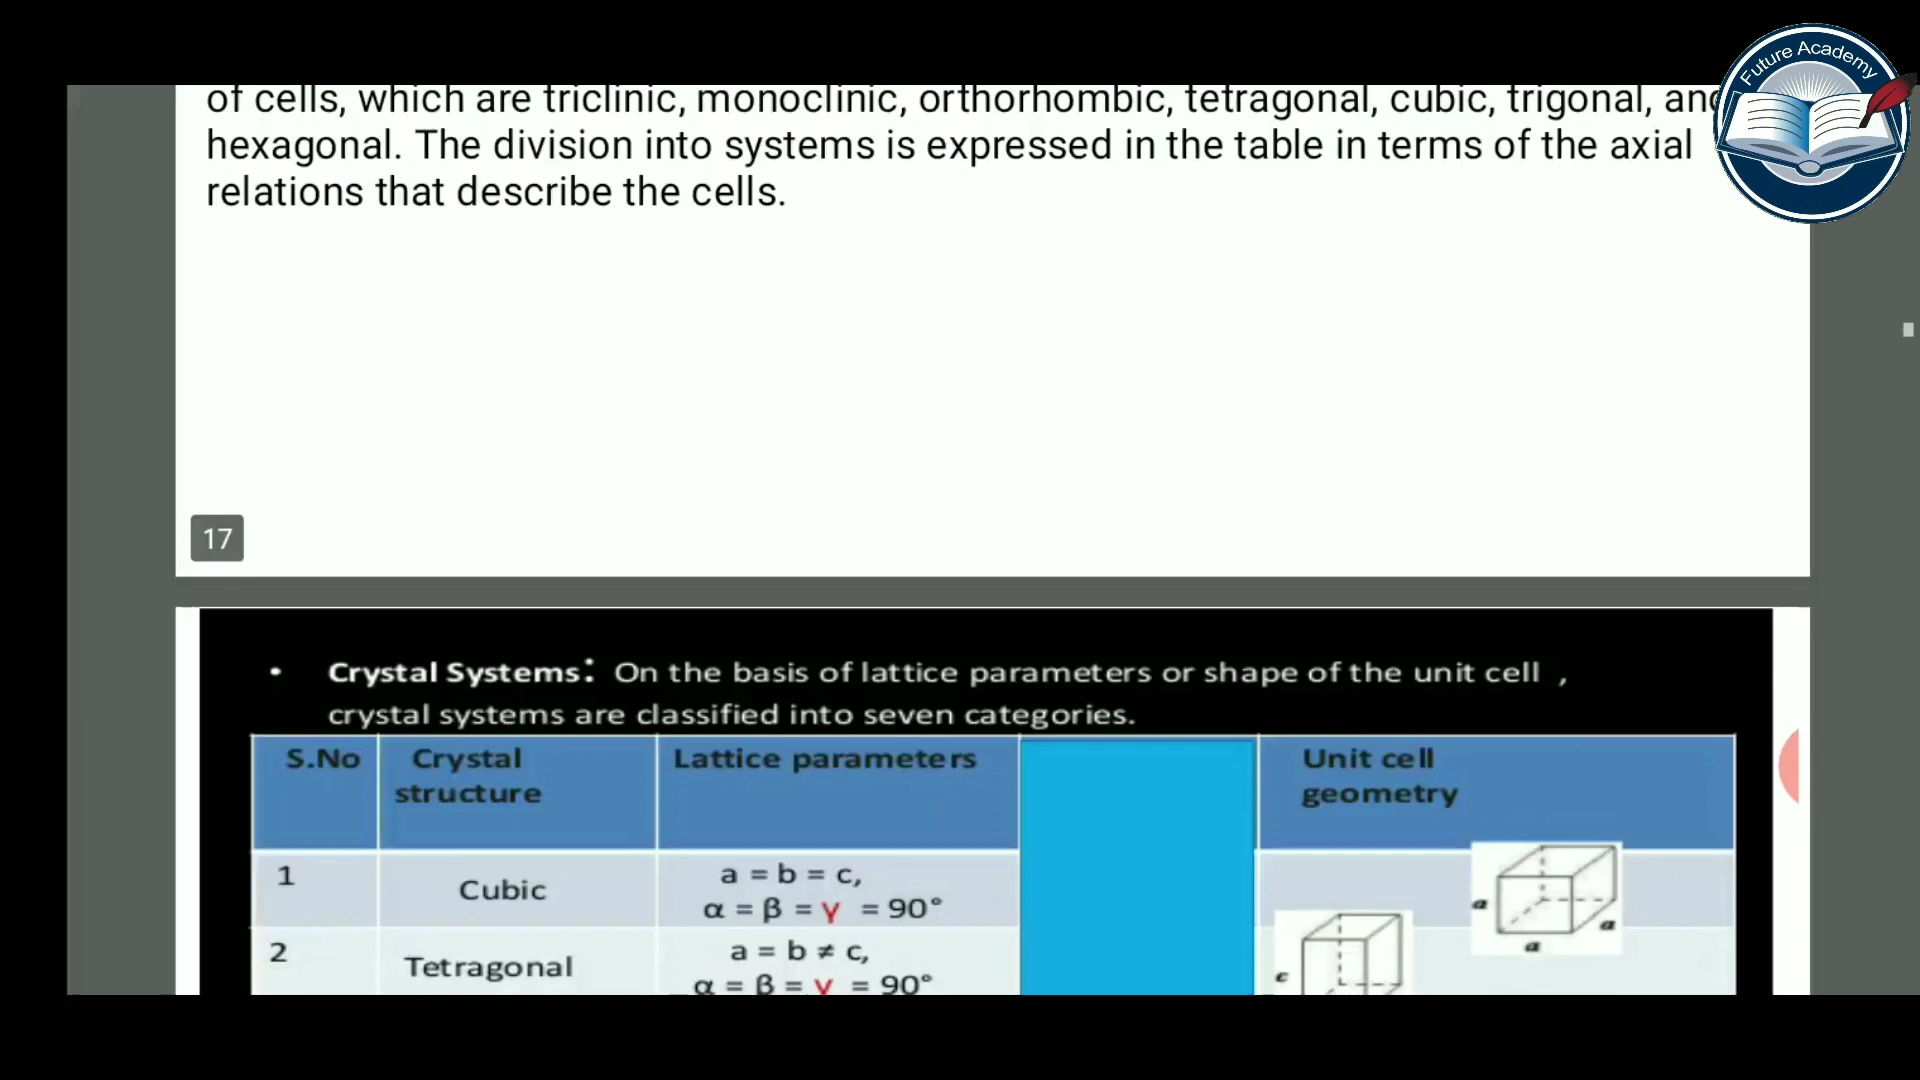 Future Academy
of cells, which are triclinic, monoclinic, orthorhombic, tetragonal, cubic, trigonal, and
hexagonal. The division into systems is expressed in the table in terms of the axial
relations that describe the cells.
17
• Crystal Systems: On the basis of lattice parameters or shape of the unit cell ,
crystal systems are classified into seven categories.
S.No Crystal structure Lattice parameters Unit cell geometry
1 Cubic a = b = c,
α = β = γ = 90°
a a a
2 Tetragonal a = b ≠ c,
α = β = γ = 90°
c